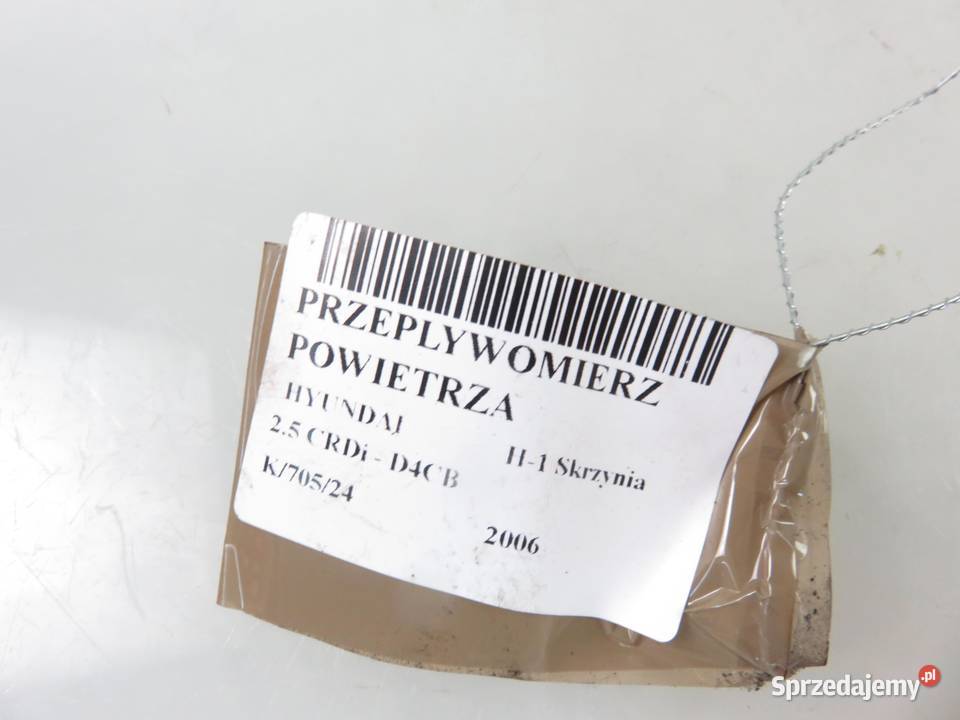 PRZEPLYWOMIERZ
POWIETRZA
HYUNDAI
H-1 Skrzynia
2.5 CRDi - D4CB
K/705/24
2006
Sprzedajemy.pl